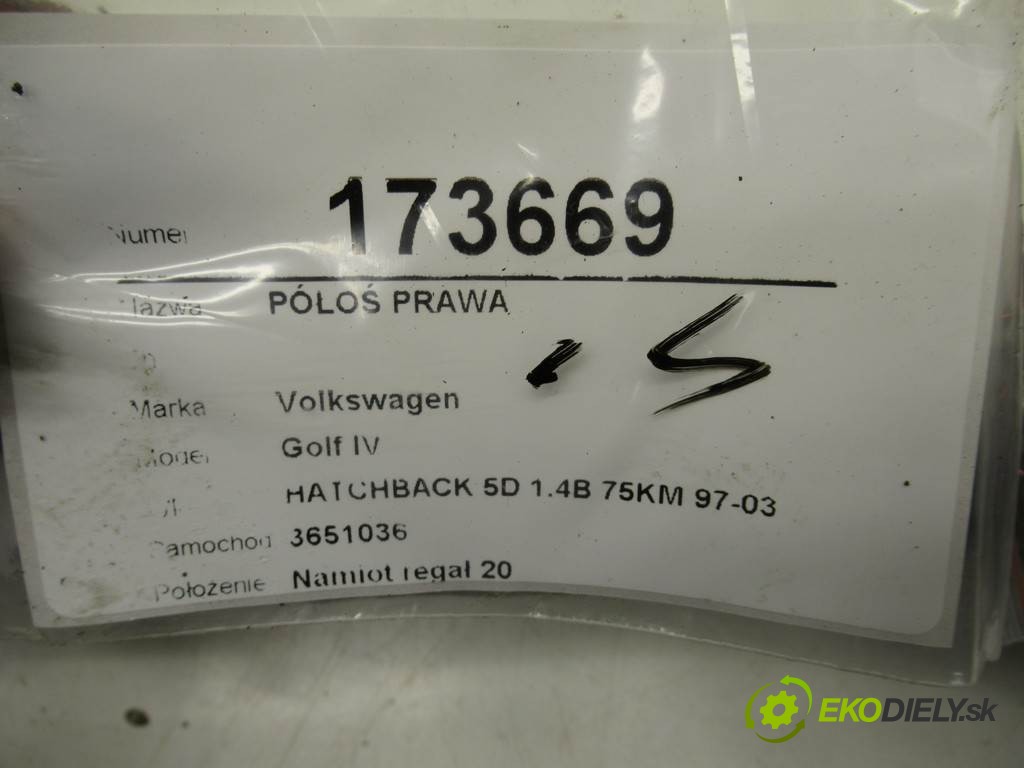 Numer 173669
Nazwa PÓŁOŚ PRAWA
Marka Volkswagen
Model Golf IV
HATCHBACK 5D 1.4B 75KM 97-03
Samochod 3651036
Położenie Namiot regał 20
EKODIELY.sk